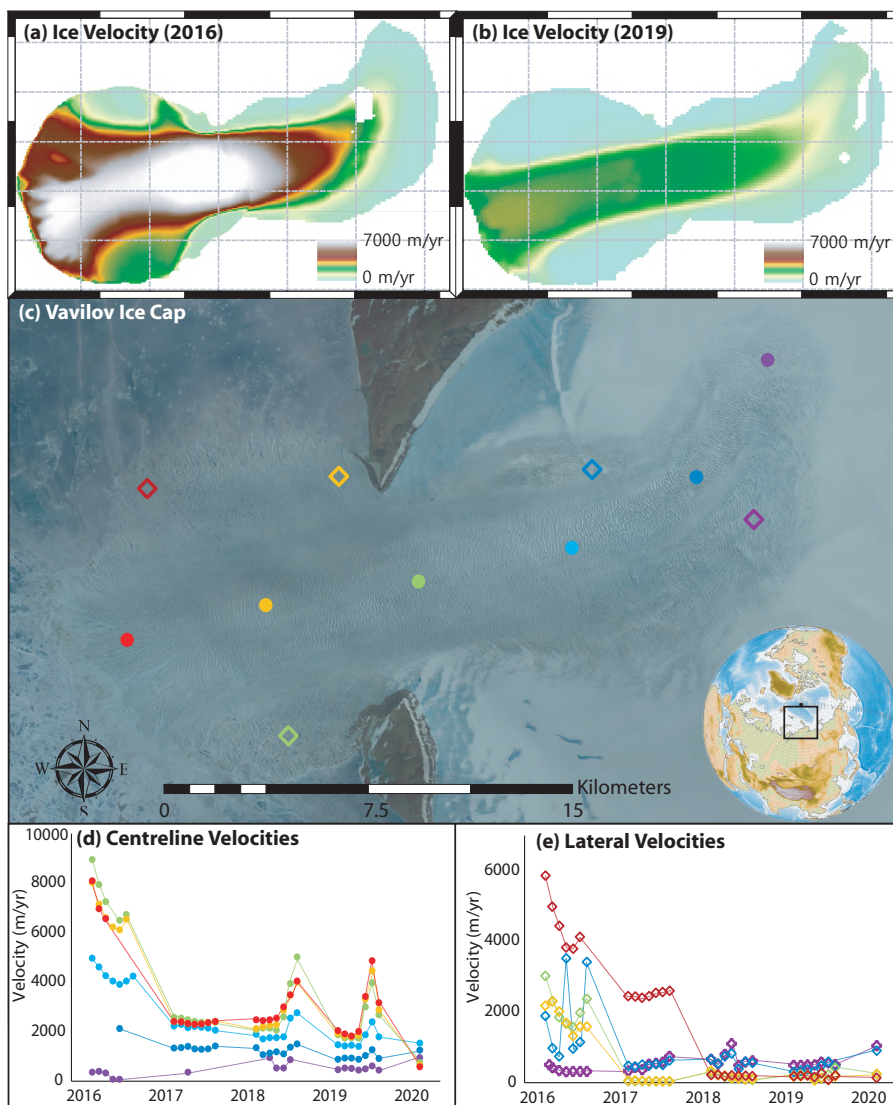 (a) Ice Velocity (2016)
7000 m/yr
0 m/yr
(b) Ice Velocity (2019)
7000 m/yr
0 m/yr
(c) Vavilov Ice Cap
N
W E
S
Kilometers
0 7.5 15
(d) Centreline Velocities
Velocity (m/yr)
10000
8000
6000
4000
2000
0
2016 2017 2018 2019 2020
(e) Lateral Velocities
Velocity (m/yr)
6000
4000
2000
0
2016 2017 2018 2019 2020